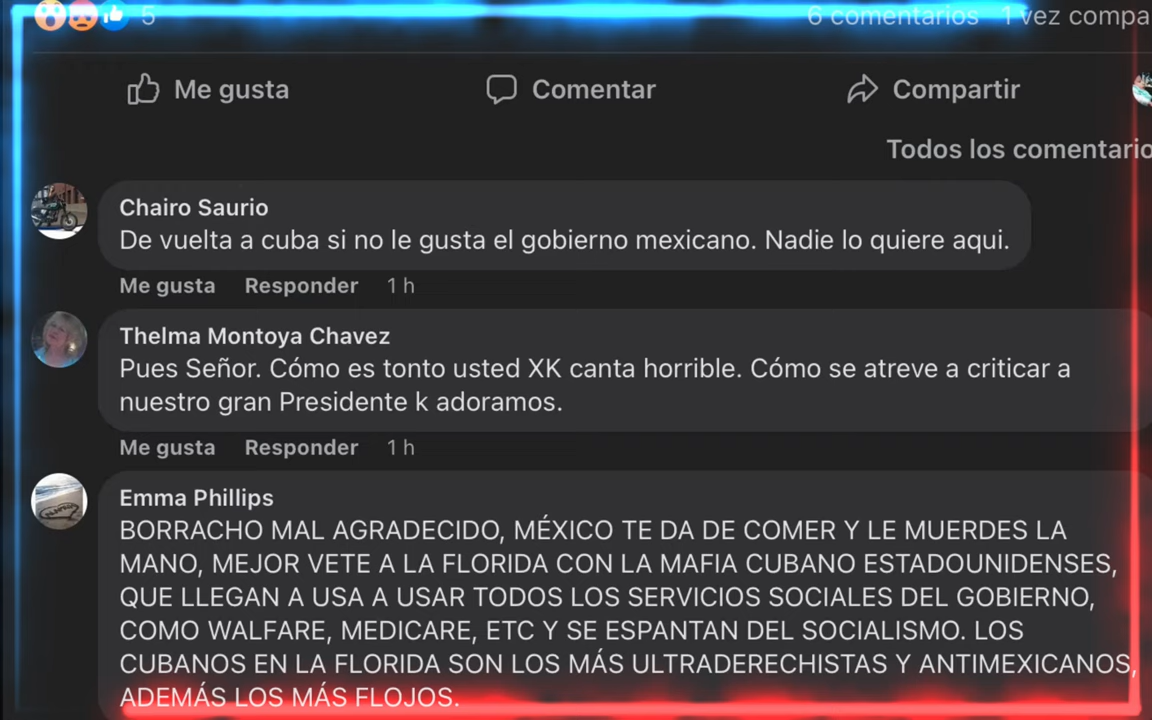 5 6 comentarios 1 vez compa
Me gusta Comentar Compartir
Todos los comentario
Chairo Saurio
De vuelta a cuba si no le gusta el gobierno mexicano. Nadie lo quiere aqui.
Me gusta Responder 1 h
Thelma Montoya Chavez
Pues Señor. Cómo es tonto usted XK canta horrible. Cómo se atreve a criticar a
nuestro gran Presidente k adoramos.
Me gusta Responder 1 h
Emma Phillips
BORRACHO MAL AGRADECIDO, MÉXICO TE DA DE COMER Y LE MUERDES LA
MANO, MEJOR VETE A LA FLORIDA CON LA MAFIA CUBANO ESTADOUNIDENSES,
QUE LLEGAN A USA A USAR TODOS LOS SERVICIOS SOCIALES DEL GOBIERNO,
COMO WALFARE, MEDICARE, ETC Y SE ESPANTAN DEL SOCIALISMO. LOS
CUBANOS EN LA FLORIDA SON LOS MÁS ULTRADERECHISTAS Y ANTIMEXICANOS,
ADEMÁS LOS MÁS FLOJOS.